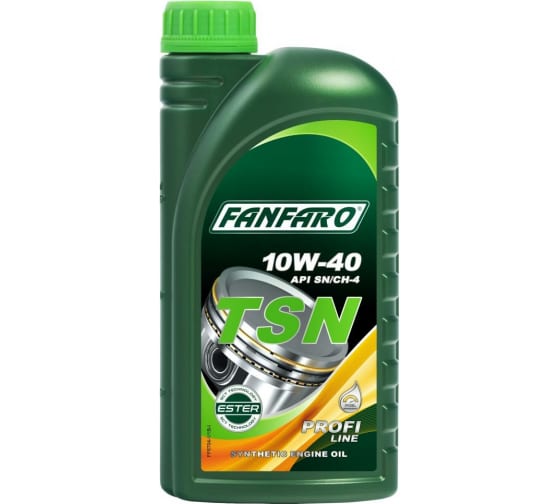 FANFARO®
10W-40
API SN/CH-4
TSN
ESTER
PROFI
LINE
SYNTHETIC ENGINE OIL